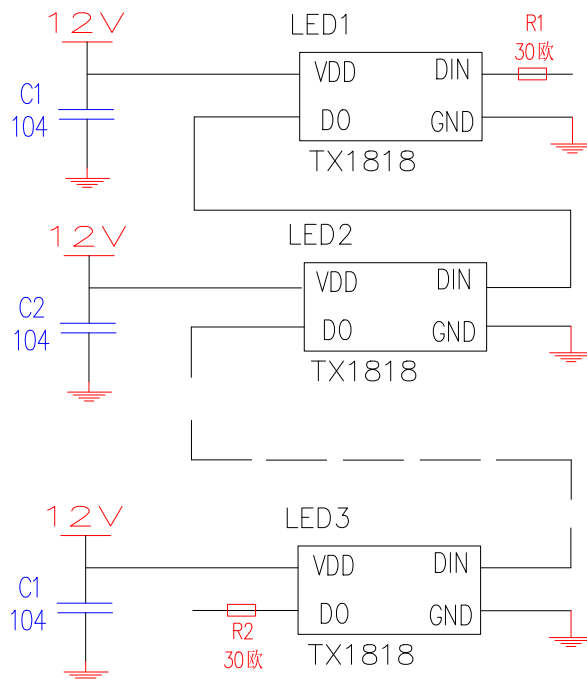 12V
LED1
R1
30欧
VDD
DIN
C1
104
DO
GND
TX1818
12V
LED2
VDD
DIN
C2
104
DO
GND
TX1818
12V
LED3
VDD
DIN
C1
104
DO
GND
R2
30欧
TX1818